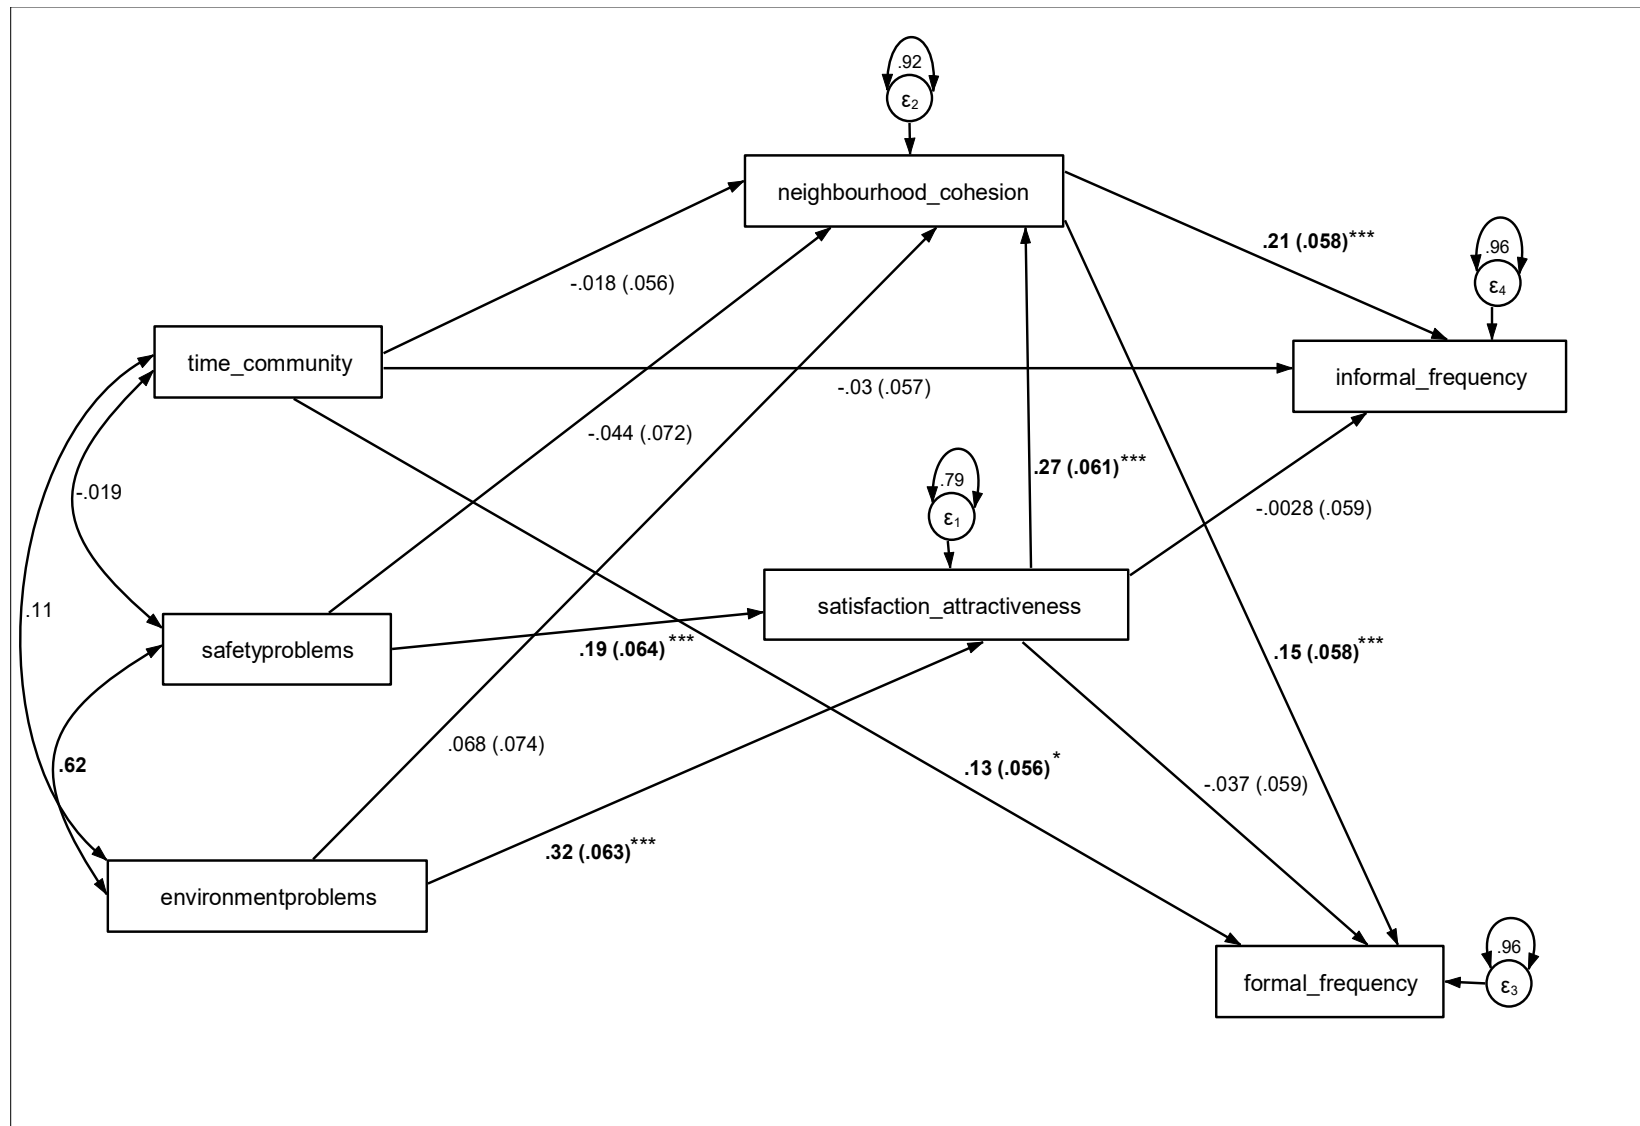 .92
ε2
neighbourhood_cohesion
.21 (.058)***
.96
ε4
-.018 (.056)
time_community
informal_frequency
-.03 (.057)
-.044 (.072)
.27 (.061)***
.79
ε1
-.019
-.0028 (.059)
.11
satisfaction_attractiveness
safetyproblems
.19 (.064)***
.15 (.058)***
.62
.068 (.074)
.13 (.056)*
-.037 (.059)
.32 (.063)***
environmentproblems
.96
formal_frequency
ε3